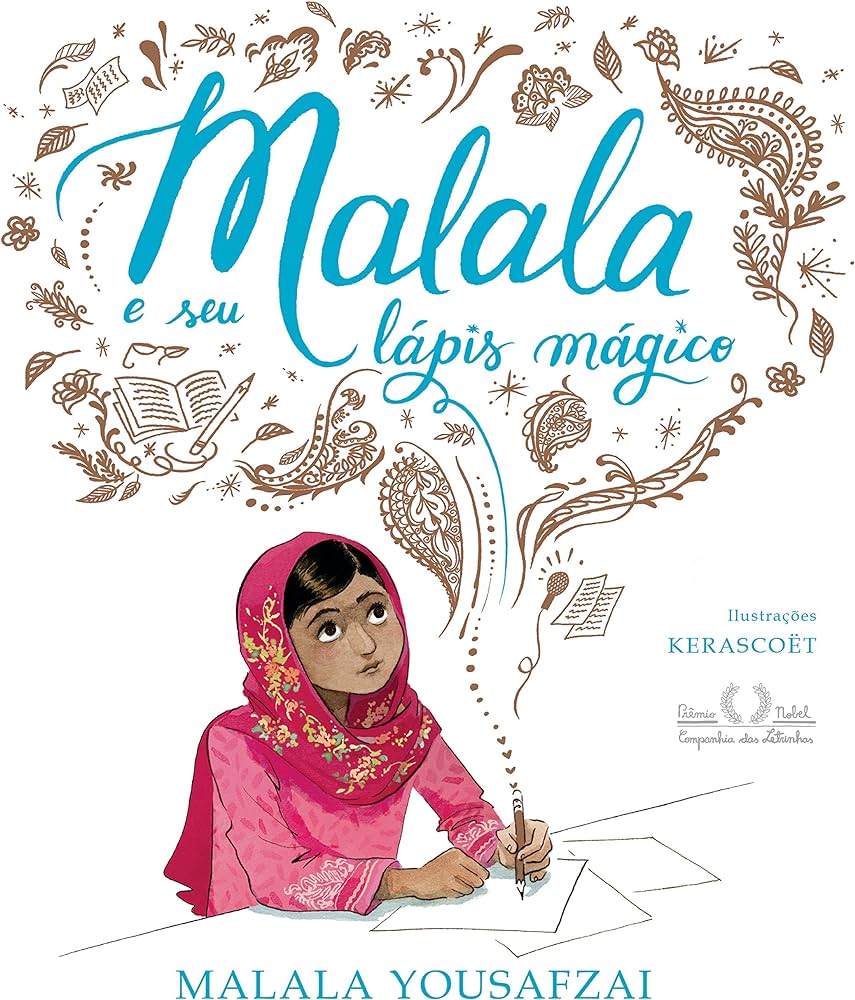 Malala
e seu
lápis mágico
Ilustrações
KERASCOËT
Prêmio Nobel
Companhia das Letrinhas
MALALA YOUSAFZAI